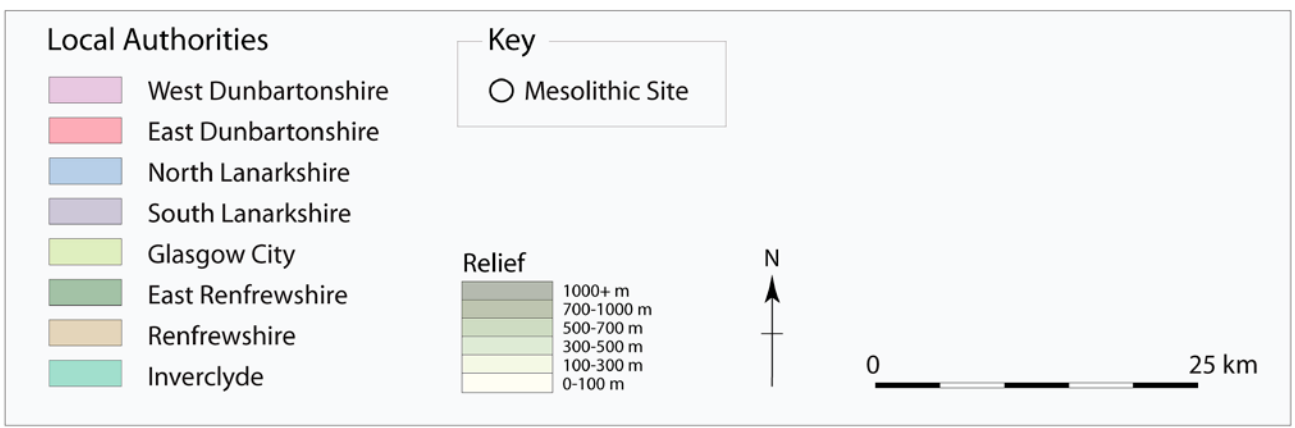 Local Authorities
West Dunbartonshire
East Dunbartonshire
North Lanarkshire
South Lanarkshire
Glasgow City
East Renfrewshire
Renfrewshire
Inverclyde
Key
Mesolithic Site
Relief
1000+ m
700-1000 m
500-700 m
300-500 m
100-300 m
0-100 m
N
0 25 km